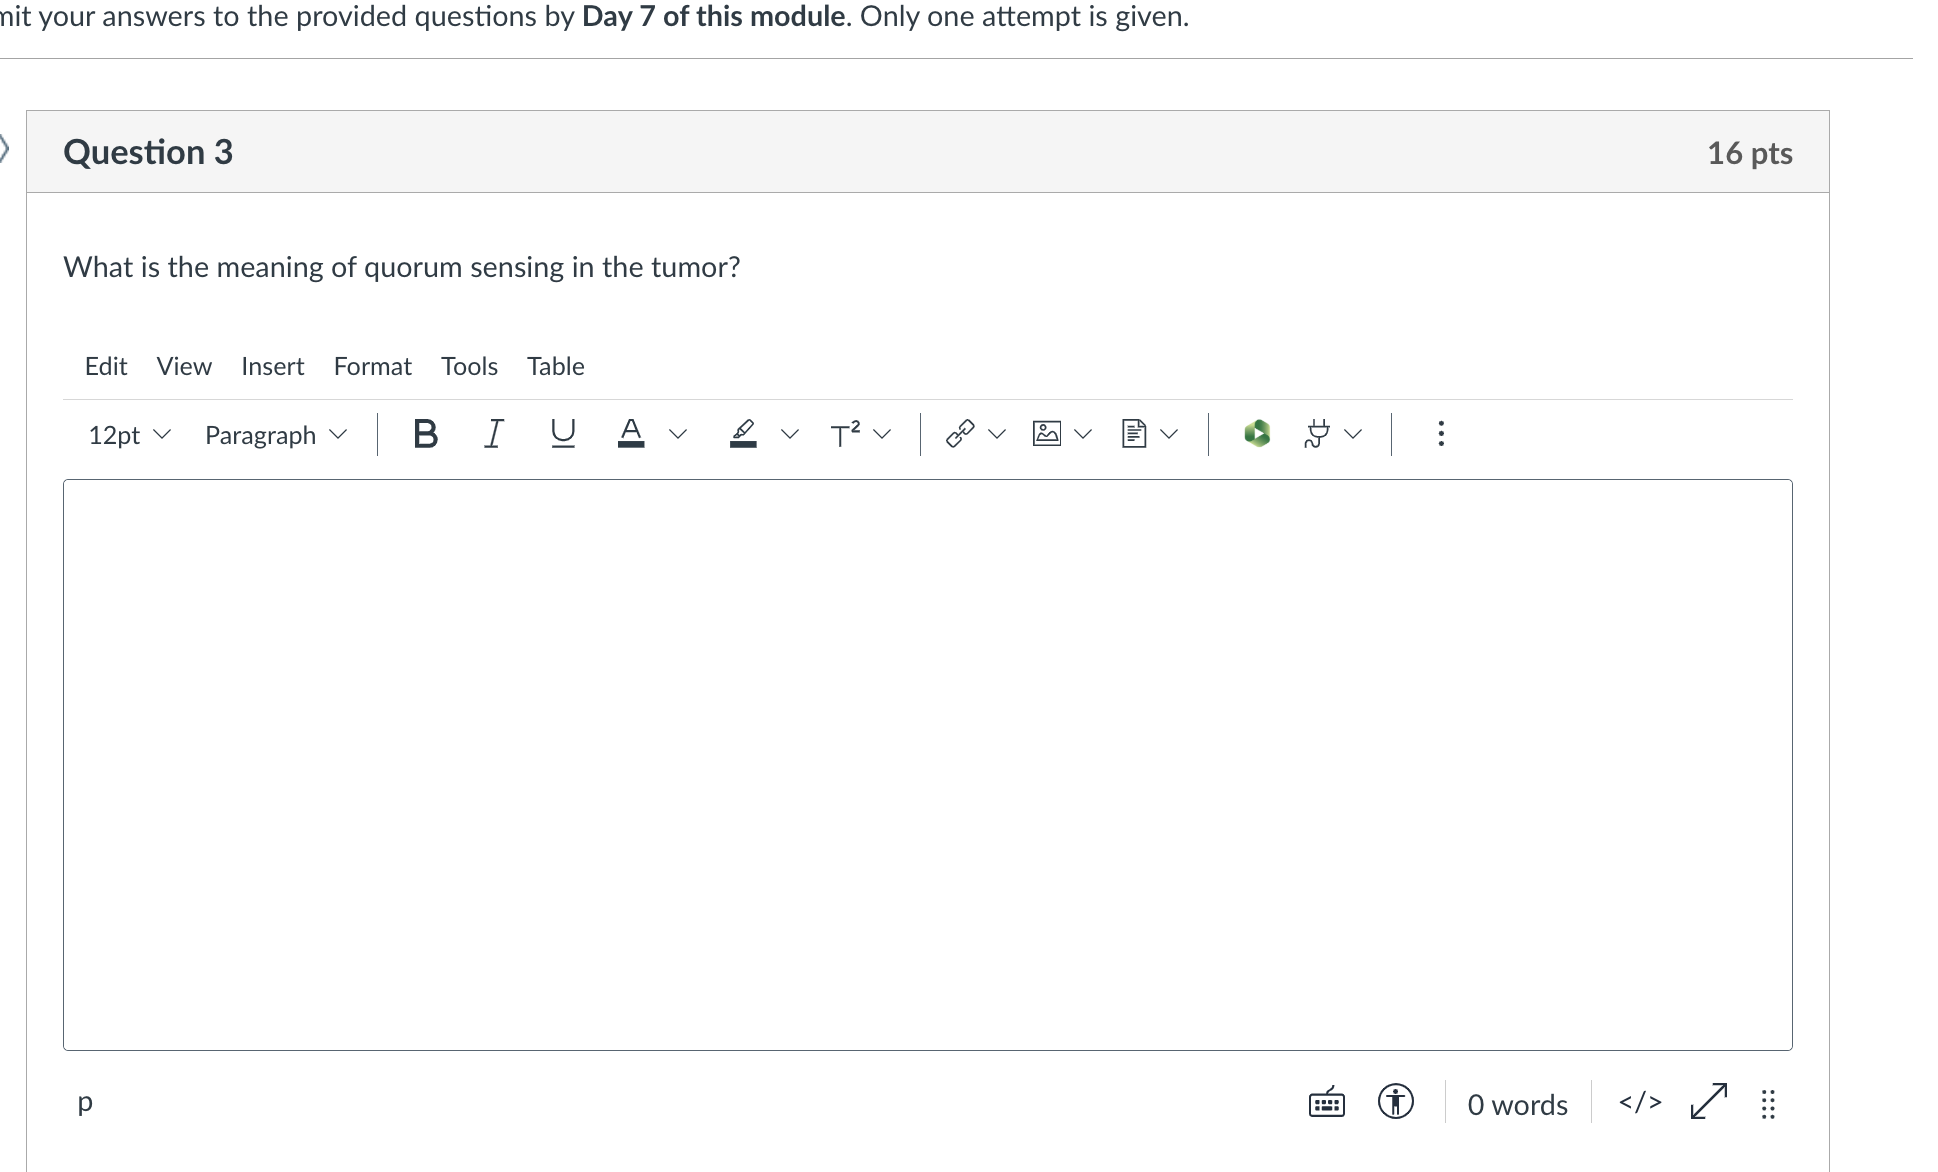 mit your answers to the provided questions by Day 7 of this module. Only one attempt is given.
Question 3
16 pts
What is the meaning of quorum sensing in the tumor?
Edit View Insert Format Tools Table
12pt Paragraph B I U A T²
p
0 words </>